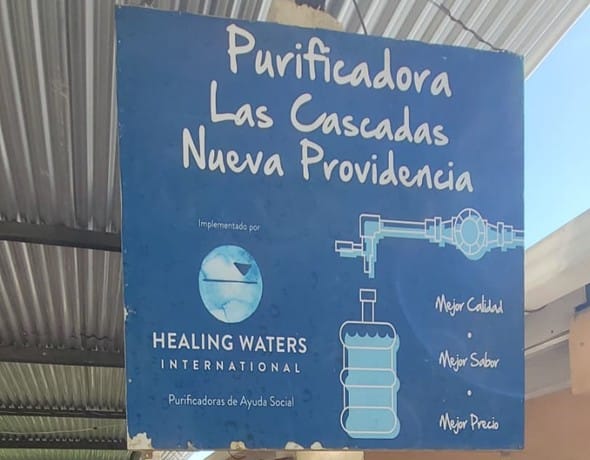 Purificadora
Las Cascadas
Nueva Providencia
Implementado por
HEALING WATERS
INTERNATIONAL
Purificadoras de Ayuda Social
Mejor Calidad
•
Mejor Sabor
•
Mejor Precio